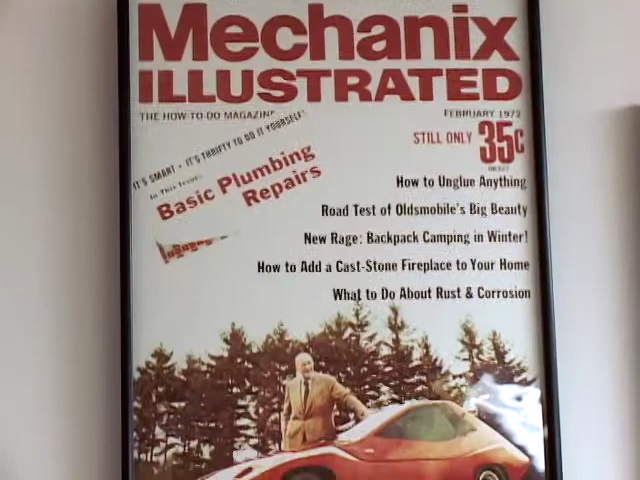 Mechanix
ILLUSTRATED
THE HOW-TO-DO MAGAZINE
FEBRUARY 1972
IT'S SMART • IT'S THRIFTY TO DO IT YOURSELF!
In This Issue:
Basic Plumbing
Repairs
STILL ONLY 35¢
How to Unglue Anything
Road Test of Oldsmobile's Big Beauty
New Rage: Backpack Camping in Winter!
How to Add a Cast-Stone Fireplace to Your Home
What to Do About Rust & Corrosion